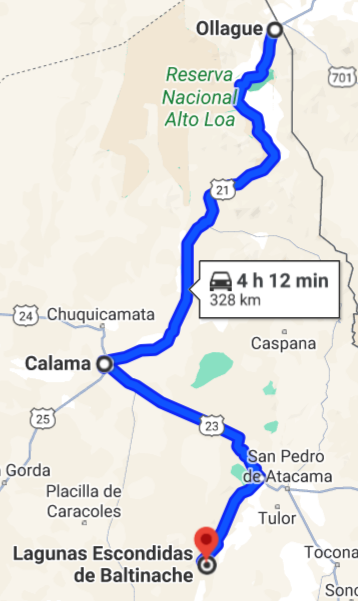 Ollague
Reserva
Nacional
Alto Loa
701
21
4 h 12 min
328 km
24
Chuquicamata
Caspana
Calama
25
23
San Pedro
de Atacama
Gorda
Placilla de
Caracoles
Tulor
Lagunas Escondidas
de Baltinache
Tocona
Sonc